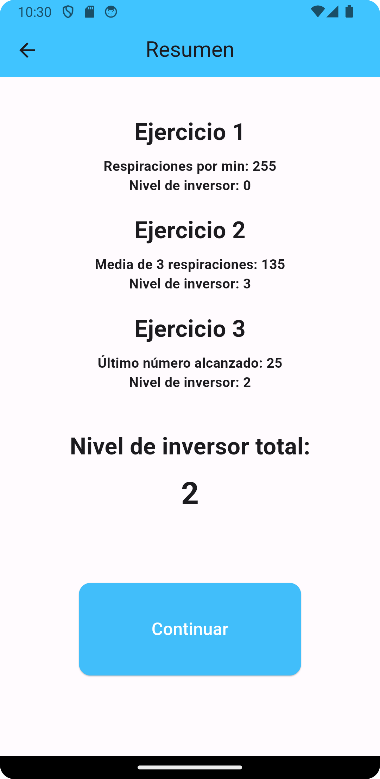 10:30
Resumen
Ejercicio 1
Respiraciones por min: 255
Nivel de inversor: 0
Ejercicio 2
Media de 3 respiraciones: 135
Nivel de inversor: 3
Ejercicio 3
Último número alcanzado: 25
Nivel de inversor: 2
Nivel de inversor total:
2
Continuar